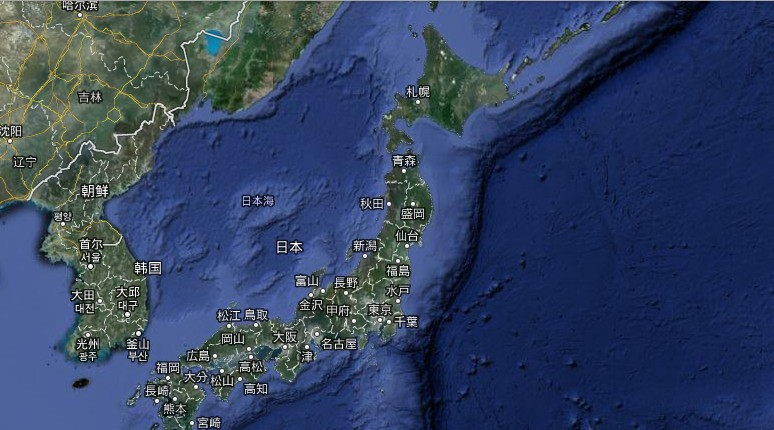 哈尔滨
吉林
沈阳
辽宁
札幌
朝鲜
평양
青森
日本海
秋田
盛岡
首尔
서울
日本
新潟
仙台
韩国
福島
大田
대전
大邱
대구
富山
長野
水戸
金沢
甲府
東京
千葉
光州
광주
釜山
부산
松江
鳥取
岡山
大阪
津
名古屋
広島
福岡
大分
松山
高松
高知
長崎
熊本
宮崎